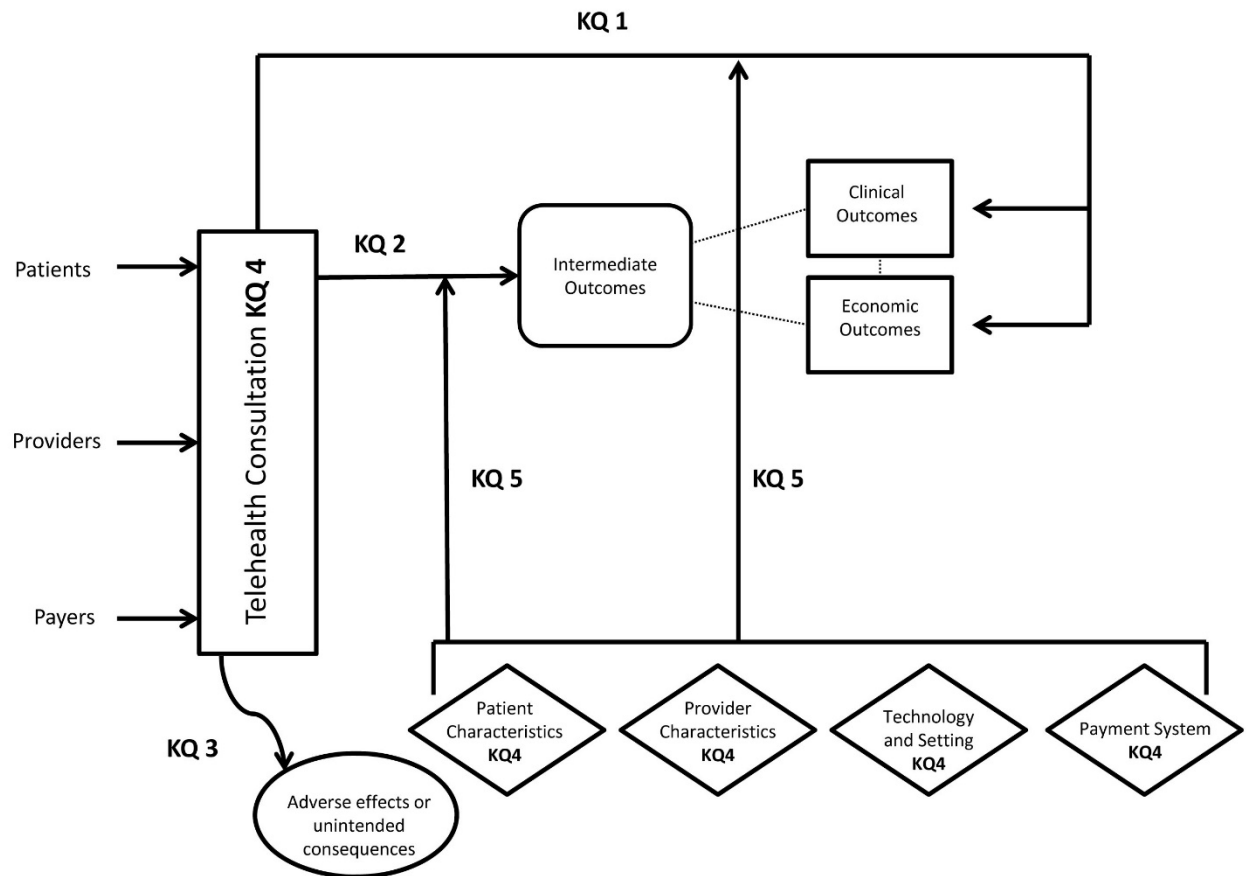 KQ 1
Patients
Providers
Payers
Telehealth Consultation KQ 4
KQ 2
Intermediate
Outcomes
Clinical
Outcomes
Economic
Outcomes
KQ 5
KQ 5
KQ 3
Adverse effects or
unintended
consequences
Patient
Characteristics
KQ4
Provider
Characteristics
KQ4
Technology
and Setting
KQ4
Payment System
KQ4